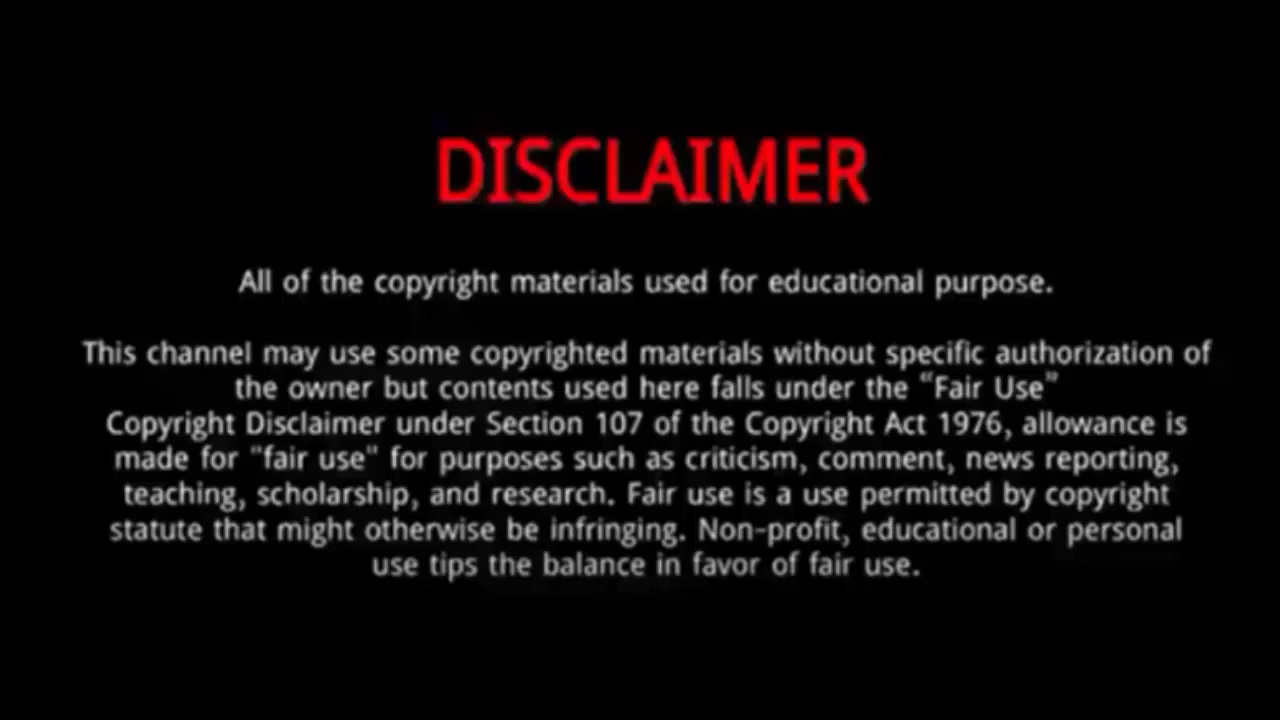 DISCLAIMER
All of the copyright materials used for educational purpose.
This channel may use some copyrighted materials without specific authorization of
the owner but contents used here falls under the “Fair Use”
Copyright Disclaimer under Section 107 of the Copyright Act 1976, allowance is
made for "fair use" for purposes such as criticism, comment, news reporting,
teaching, scholarship, and research. Fair use is a use permitted by copyright
statute that might otherwise be infringing. Non-profit, educational or personal
use tips the balance in favor of fair use.